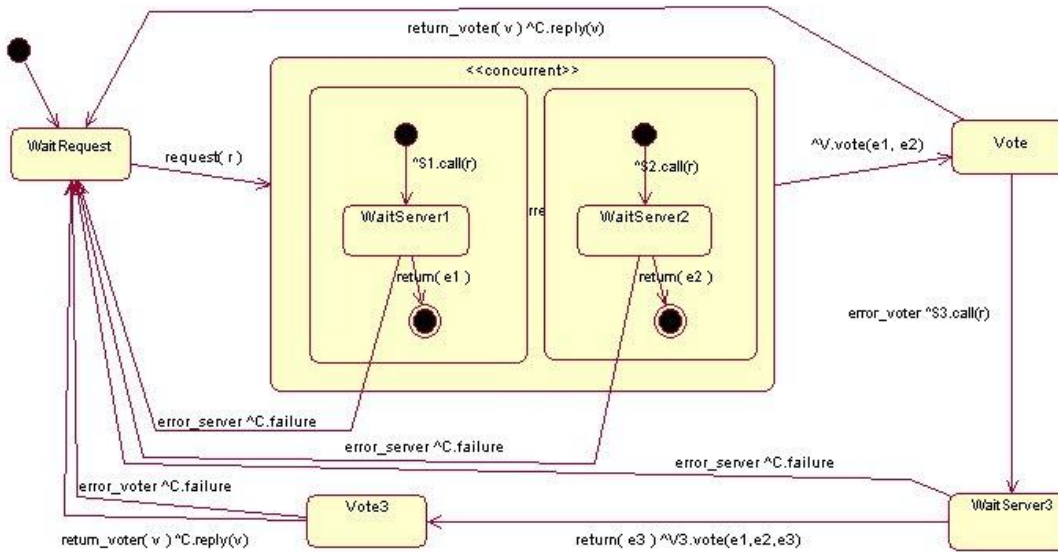 return_voter( v ) ^C.reply(v)
<<concurrent>>
WaitRequest
request( r )
^S1.call(r)
^S2.call(r)
^V.vote(e1, e2)
Vote
WaitServer1
WaitServer2
return( e1 )
return( e2 )
error_voter ^S3.call(r)
error_server ^C.failure
error_server ^C.failure
error_server ^C.failure
error_voter ^C.failure
Vote3
WaitServer3
return_voter( v ) ^C.reply(v)
return( e3 ) ^V3.vote(e1,e2,e3)